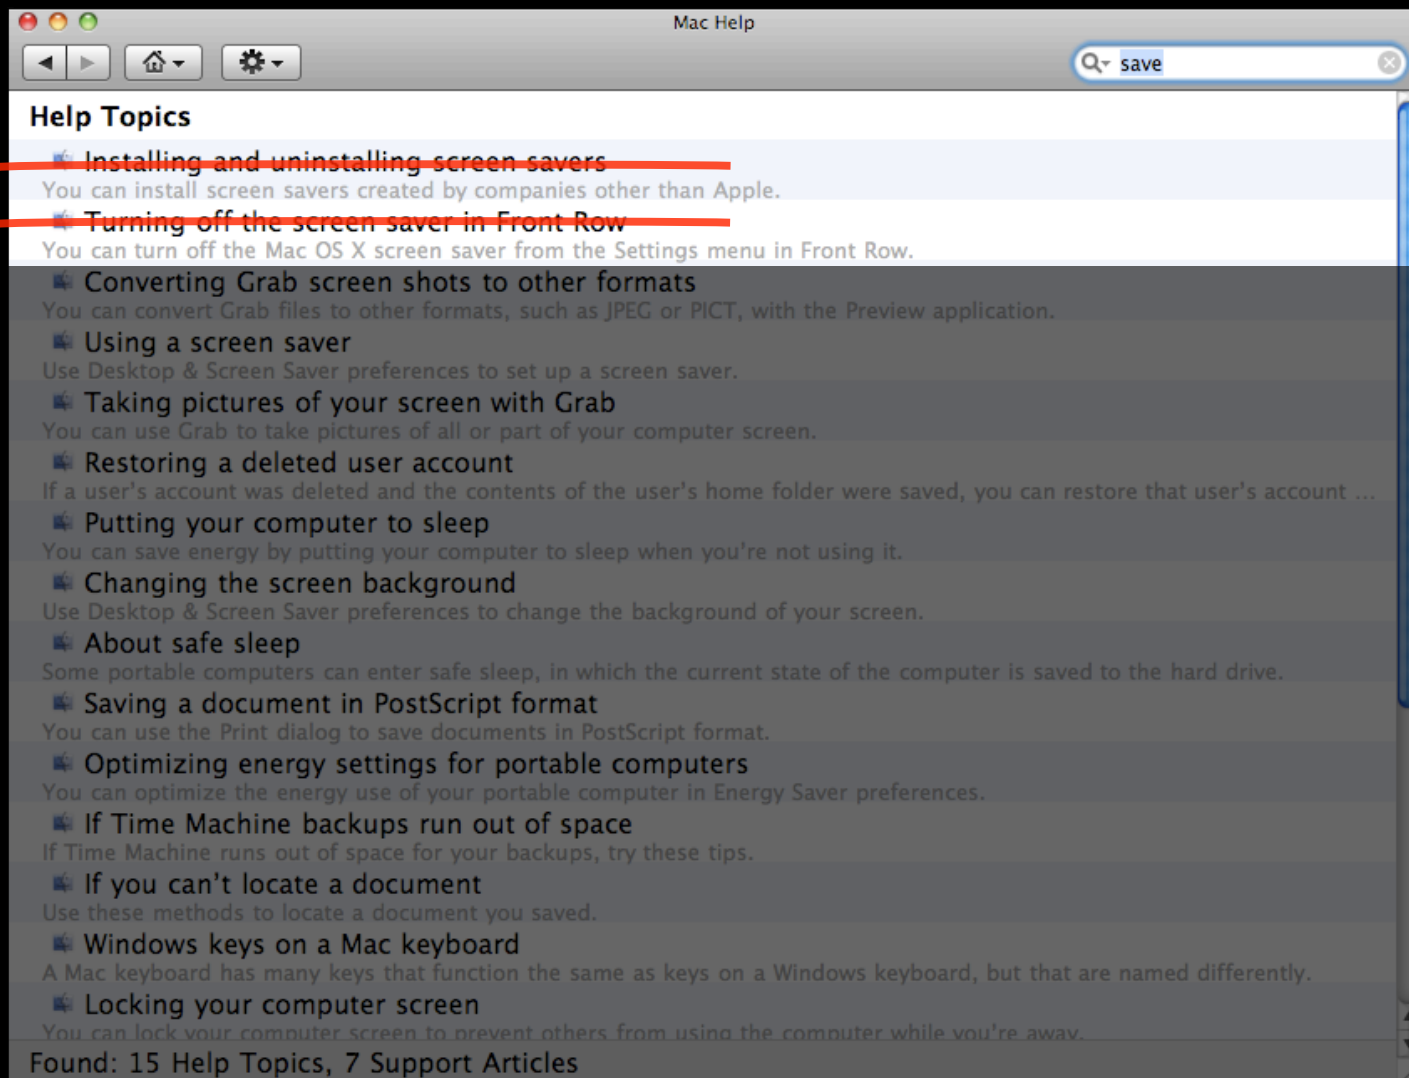 Mac Help
save
Help Topics
Installing and uninstalling screen savers
You can install screen savers created by companies other than Apple.
Turning off the screen saver in Front Row
You can turn off the Mac OS X screen saver from the Settings menu in Front Row.
Converting Grab screen shots to other formats
You can convert Grab files to other formats, such as JPEG or PICT, with the Preview application.
Using a screen saver
Use Desktop & Screen Saver preferences to set up a screen saver.
Taking pictures of your screen with Grab
You can use Grab to take pictures of all or part of your computer screen.
Restoring a deleted user account
If a user's account was deleted and the contents of the user's home folder were saved, you can restore that user's account ...
Putting your computer to sleep
You can save energy by putting your computer to sleep when you're not using it.
Changing the screen background
Use Desktop & Screen Saver preferences to change the background of your screen.
About safe sleep
Some portable computers can enter safe sleep, in which the current state of the computer is saved to the hard drive.
Saving a document in PostScript format
You can use the Print dialog to save documents in PostScript format.
Optimizing energy settings for portable computers
You can optimize the energy use of your portable computer in Energy Saver preferences.
If Time Machine backups run out of space
If Time Machine runs out of space for your backups, try these tips.
If you can't locate a document
Use these methods to locate a document you saved.
Windows keys on a Mac keyboard
A Mac keyboard has many keys that function the same as keys on a Windows keyboard, but that are named differently.
Locking your computer screen
You can lock your computer screen to prevent others from using the computer while you're away.
Found: 15 Help Topics, 7 Support Articles